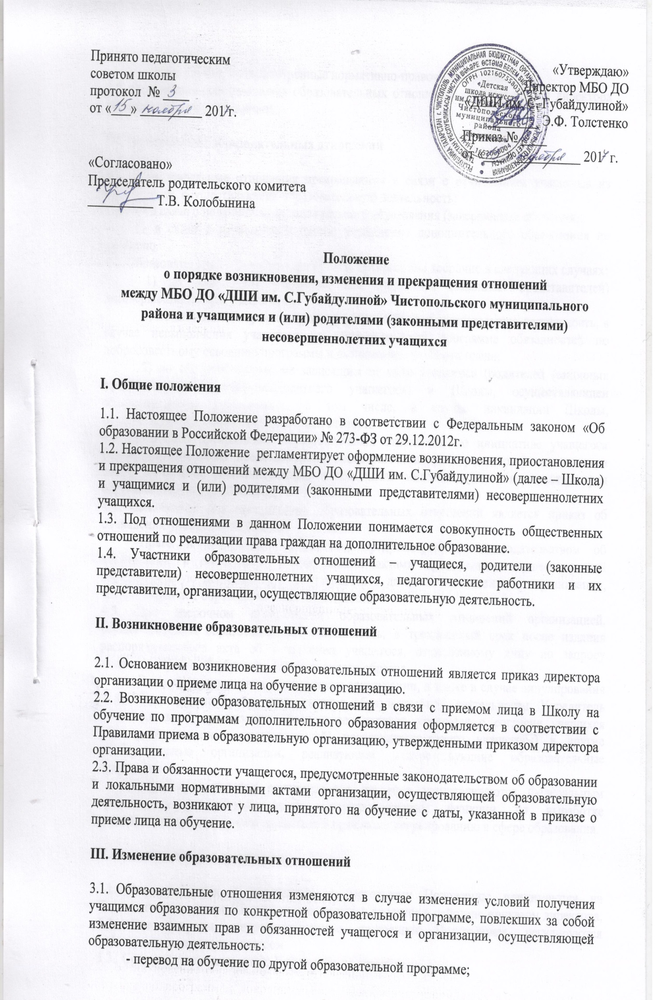 Принято педагогическим
советом школы
протокол № 3
от «15» ноября 2017г.
«Утверждаю»
Директор МБО ДО
«ДШИ им. С. Губайдулиной»
Э.Ф. Толстенко
Приказ №
от «15» ноября 2017 г.
РЕСПУБЛИКА ТАТАРСТАН г. ЧИСТОПОЛЬ МУНИЦИПАЛЬНАЯ БЮДЖЕТНАЯ ОРГАНИЗАЦИЯ ДОПОЛНИТЕЛЬНОГО ОБРАЗОВАНИЯ
ОГРН 1021607558037
«Детская
школа искусств
им. С. Губайдулиной»
Чистопольского
муниципального
района
ИНН 1652008004
«Согласовано»
Председатель родительского комитета
Т.В. Колобынина
Положение
о порядке возникновения, изменения и прекращения отношений
между МБО ДО «ДШИ им. С.Губайдулиной» Чистопольского муниципального
района и учащимися и (или) родителями (законными представителями)
несовершеннолетних учащихся
I. Общие положения
1.1. Настоящее Положение разработано в соответствии с Федеральным законом «Об
образовании в Российской Федерации» № 273-ФЗ от 29.12.2012г.
1.2. Настоящее Положение регламентирует оформление возникновения, приостановления
и прекращения отношений между МБО ДО «ДШИ им. С.Губайдулиной» (далее – Школа)
и учащимися и (или) родителями (законными представителями) несовершеннолетних
учащихся.
1.3. Под отношениями в данном Положении понимается совокупность общественных
отношений по реализации права граждан на дополнительное образование.
1.4. Участники образовательных отношений – учащиеся, родители (законные
представители) несовершеннолетних учащихся, педагогические работники и их
представители, организации, осуществляющие образовательную деятельность.
II. Возникновение образовательных отношений
2.1. Основанием возникновения образовательных отношений является приказ директора
организации о приеме лица на обучение в организацию.
2.2. Возникновение образовательных отношений в связи с приемом лица в Школу на
обучение по программам дополнительного образования оформляется в соответствии с
Правилами приема в образовательную организацию, утвержденными приказом директора
организации.
2.3. Права и обязанности учащегося, предусмотренные законодательством об образовании
и локальными нормативными актами организации, осуществляющей образовательную
деятельность, возникают у лица, принятого на обучение с даты, указанной в приказе о
приеме лица на обучение.
III. Изменение образовательных отношений
3.1. Образовательные отношения изменяются в случае изменения условий получения
учащимся образования по конкретной образовательной программе, повлекших за собой
изменение взаимных прав и обязанностей учащегося и организации, осуществляющей
образовательную деятельность:
- перевод на обучение по другой образовательной программе;